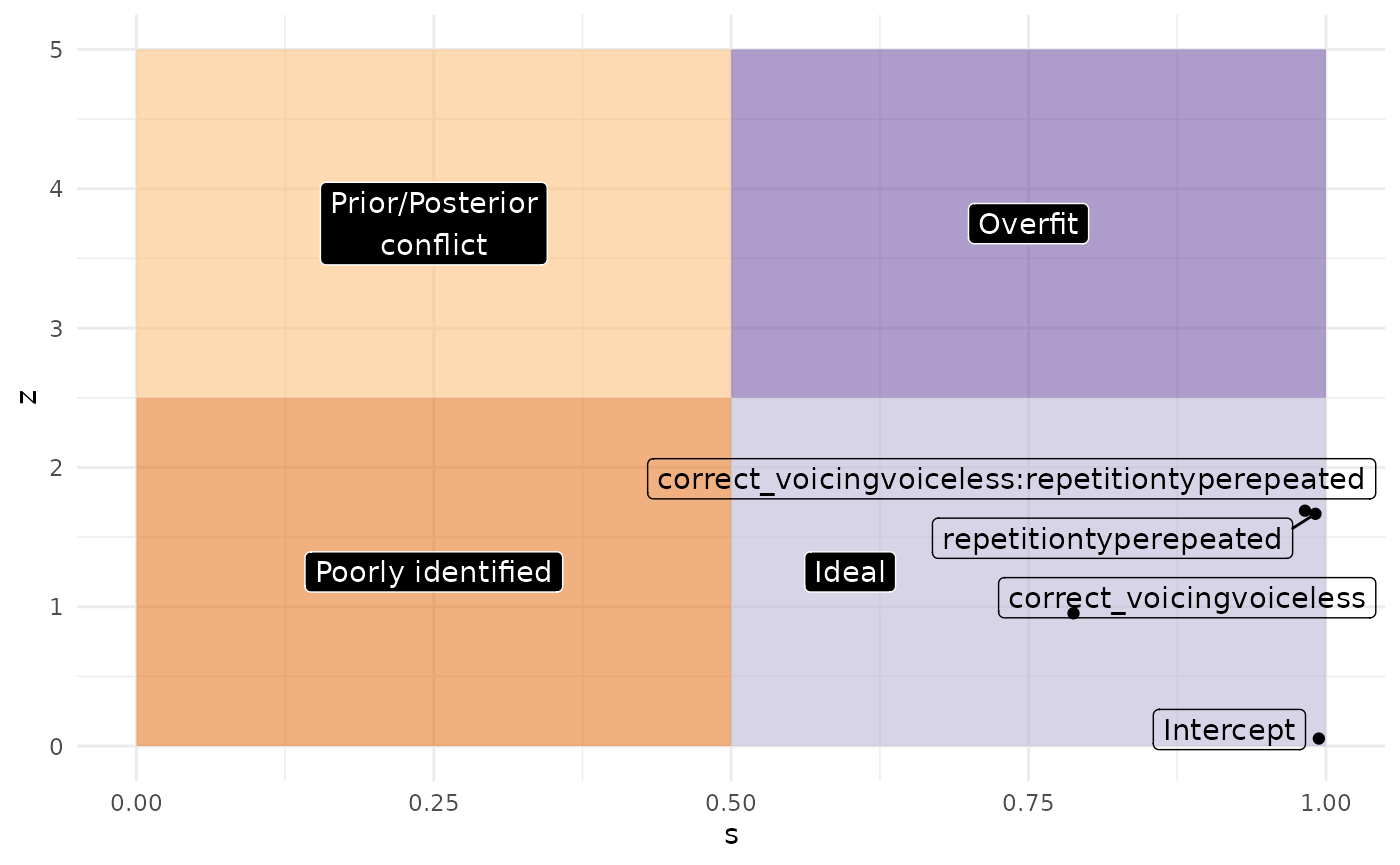 5
4
3
2
1
0
z
Prior/Posterior
conflict
Overfit
correct_voicingvoiceless:repetitiontyperepeated
repetitiontyperepeated
Poorly identified
Ideal
correct_voicingvoiceless
Intercept
0.00 0.25 0.50 0.75 1.00
s